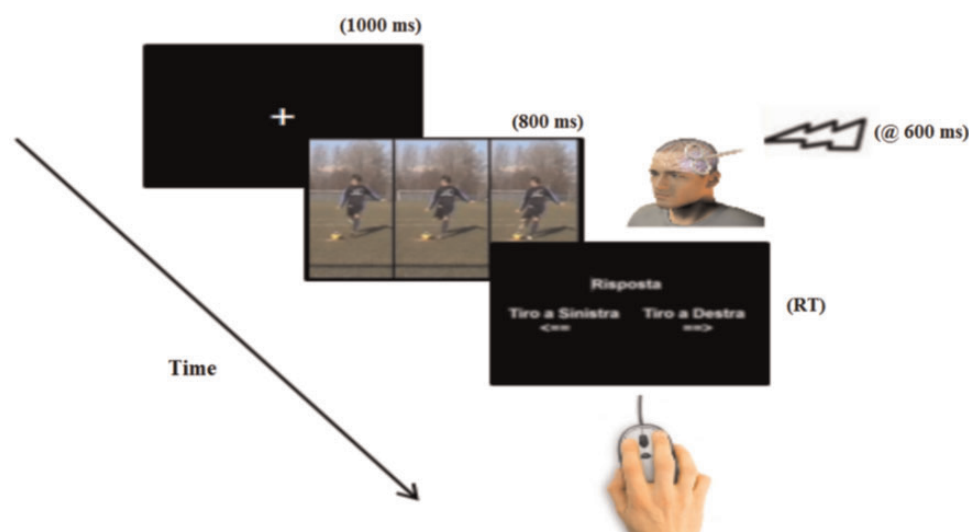 (1000 ms)
(800 ms)
(@ 600 ms)
Risposta
Tiro a Sinistra
<==
Tiro a Destra
==>
(RT)
Time